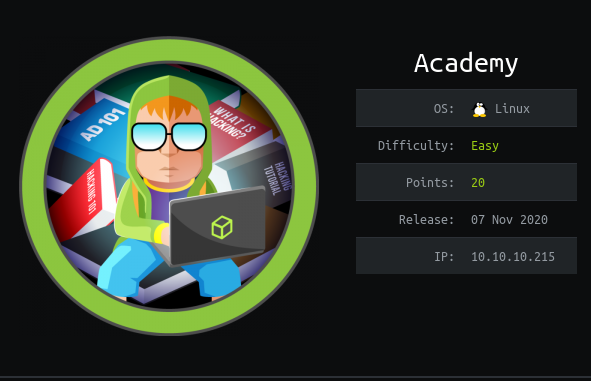 Academy
OS: Linux
Difficulty: Easy
Points: 20
Release: 07 Nov 2020
IP: 10.10.10.215
AD 101
WHAT IS
HACKING?
HACKING 101
HACKING
TUTORIAL